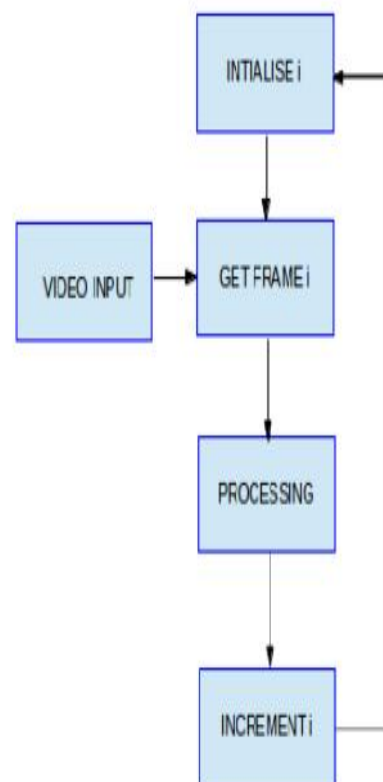 INTIALISE i
GET FRAME i
VIDEO INPUT
PROCESSING
INCREMENT i